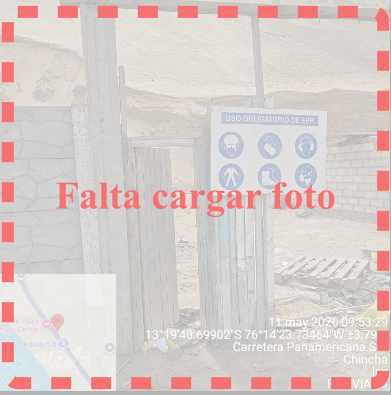 USO OBLIGATORIO DE EPP
Falta cargar foto
11 may 2026 09:53:29
13°19'40.69902"S 76°14'23.73464"W ±3.79
Carretera Panamericana S
Chincha